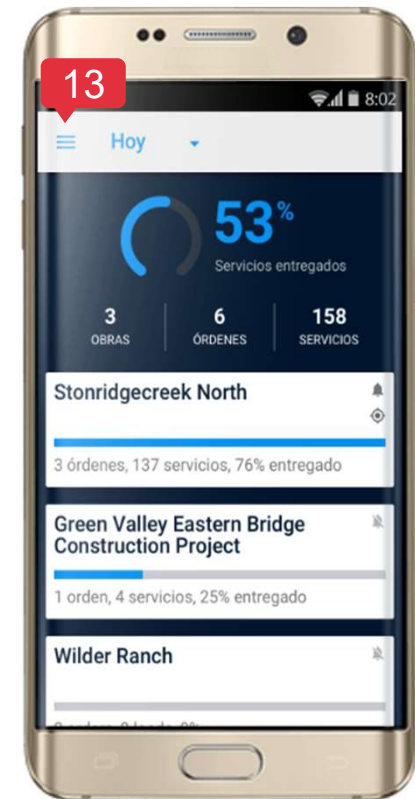 13
8:02
Hoy
53%
Servicios entregados
3 6 158
OBRAS ÓRDENES SERVICIOS
Stonridgecreek North
3 órdenes, 137 servicios, 76% entregado
Green Valley Eastern Bridge
Construction Project
1 orden, 4 servicios, 25% entregado
Wilder Ranch